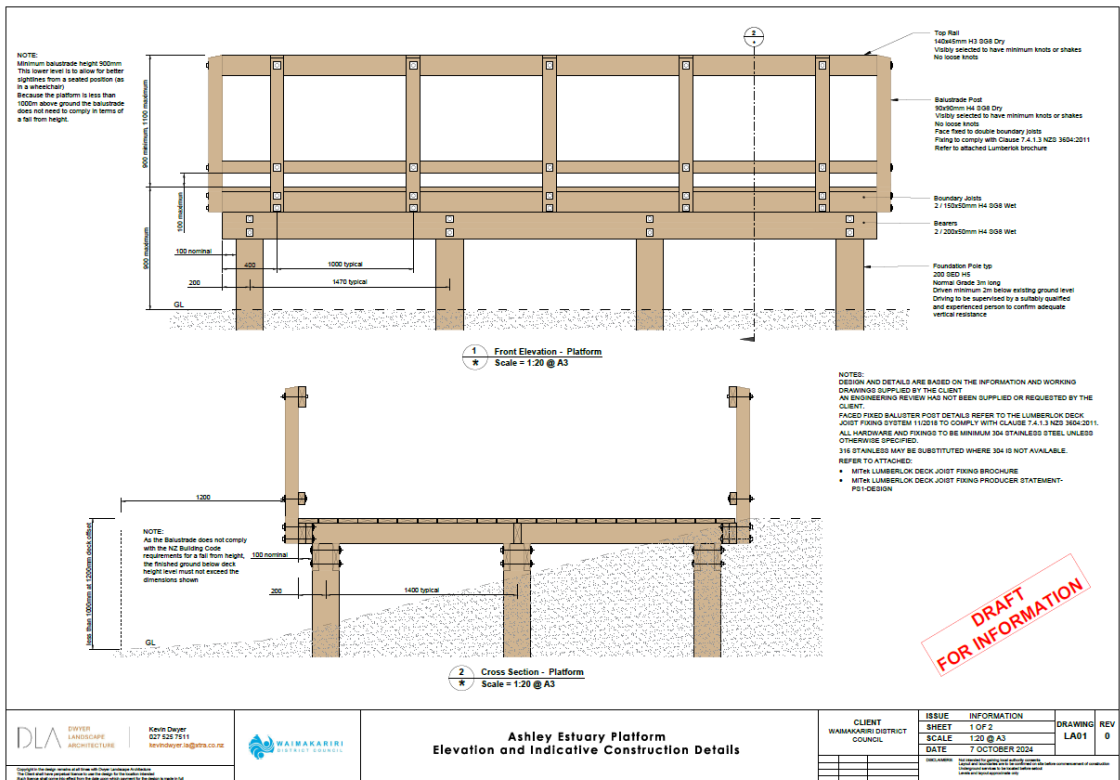 NOTE:
Minimum balustrade height 900mm
This lower level is to allow for better
sightlines from a seated position (as
in a wheelchair)
Because the platform is less than
1000m above ground the balustrade
does not need to comply in terms of
a fall from height.
2
Top Rail
140x45mm H3 SG8 Dry
Visibly selected to have minimum knots or shakes
No loose knots
Balustrade Post
90x90mm H4 SG8 Dry
Visibly selected to have minimum knots or shakes
No loose knots
Face fixed to double boundary joists
Fixing to comply with Clause 7.4.1.3 NZS 3604:2011
Refer to attached Lumberlok brochure
Boundary Joists
2 / 150x50mm H4 SG8 Wet
Bearers
2 / 200x50mm H4 SG8 Wet
Foundation Pole typ
200 SED H5
Normal Grade 3m long
Driven minimum 2m below existing ground level
Driving to be supervised by a suitably qualified
and experienced person to confirm adequate
vertical resistance
900 minimum, 1100 maximum
100 maximum
900 maximum
100 nominal
400
1000 typical
200
1470 typical
GL
1
*
Front Elevation - Platform
Scale = 1:20 @ A3
NOTES:
DESIGN AND DETAILS ARE BASED ON THE INFORMATION AND WORKING
DRAWINGS SUPPLIED BY THE CLIENT
AN ENGINEERING REVIEW HAS NOT BEEN SUPPLIED OR REQUESTED BY THE
CLIENT.
FACED FIXED BALUSTER POST DETAILS REFER TO THE LUMBERLOK DECK
JOIST FIXING SYSTEM 11/2018 TO COMPLY WITH CLAUSE 7.4.1.3 NZS 3604:2011.
ALL HARDWARE AND FIXINGS TO BE MINIMUM 304 STAINLESS STEEL UNLESS
OTHERWISE SPECIFIED.
316 STAINLESS MAY BE SUBSTITUTED WHERE 304 IS NOT AVAILABLE.
REFER TO ATTACHED:
• MiTek LUMBERLOK DECK JOIST FIXING BROCHURE
• MiTek LUMBERLOK DECK JOIST FIXING PRODUCER STATEMENT-
PS1-DESIGN
1200
NOTE:
As the Balustrade does not comply
with the NZ Building Code
requirements for a fall from height,
the finished ground below deck
height level must not exceed the
dimensions shown
100 nominal
200
1400 typical
less than 1000mm at 1200mm deck offset
GL
2
*
Cross Section - Platform
Scale = 1:20 @ A3
DRAFT
FOR INFORMATION
DLA
DWYER
LANDSCAPE
ARCHITECTURE
Kevin Dwyer
027 525 7511
kevindwyer.la@xtra.co.nz
Copyright in this design remains at all times with Dwyer Landscape Architecture
WAIMAKARIRI
DISTRICT COUNCIL
Ashley Estuary Platform
Elevation and Indicative Construction Details
CLIENT
WAIMAKARIRI DISTRICT
COUNCIL
ISSUE INFORMATION
SHEET 1 OF 2
SCALE 1:20 @ A3
DATE 7 OCTOBER 2024
DRAWING
LA01
REV
0
DISCLAIMER: